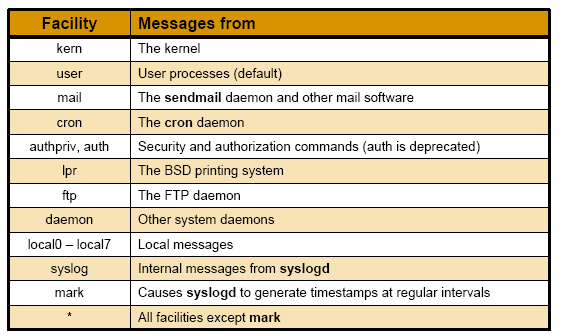 Facility Messages from
kern The kernel
user User processes (default)
mail The sendmail daemon and other mail software
cron The cron daemon
authpriv, auth Security and authorization commands (auth is deprecated)
lpr The BSD printing system
ftp The FTP daemon
daemon Other system daemons
local0 – local7 Local messages
syslog Internal messages from syslogd
mark Causes syslogd to generate timestamps at regular intervals
* All facilities except mark